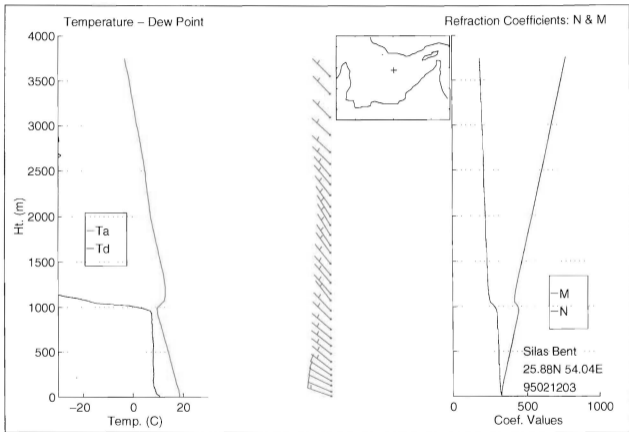 Temperature – Dew Point
Refraction Coefficients: N & M
4000
3500
3000
2500
2000
1500
1000
500
0
Ht. (m)
–Ta
–Td
–20
0
20
Temp. (C)
–M
–N
Silas Bent
25.88N 54.04E
95021203
0
500
1000
Coef. Values